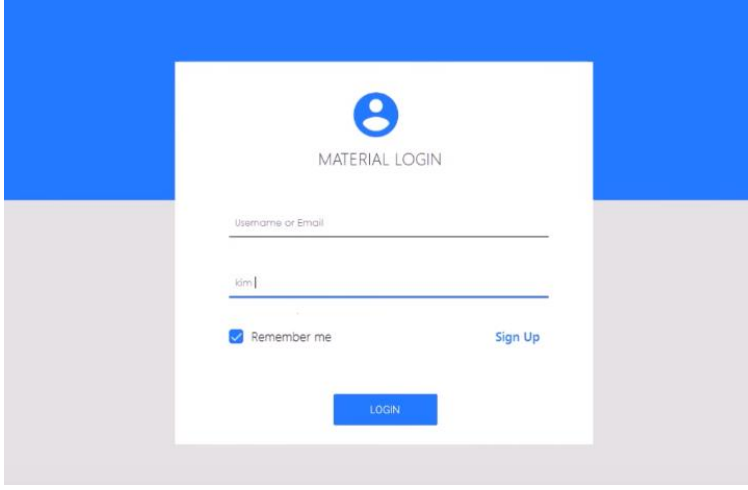 MATERIAL LOGIN
Username or Email
kim
Remember me Sign Up
LOGIN